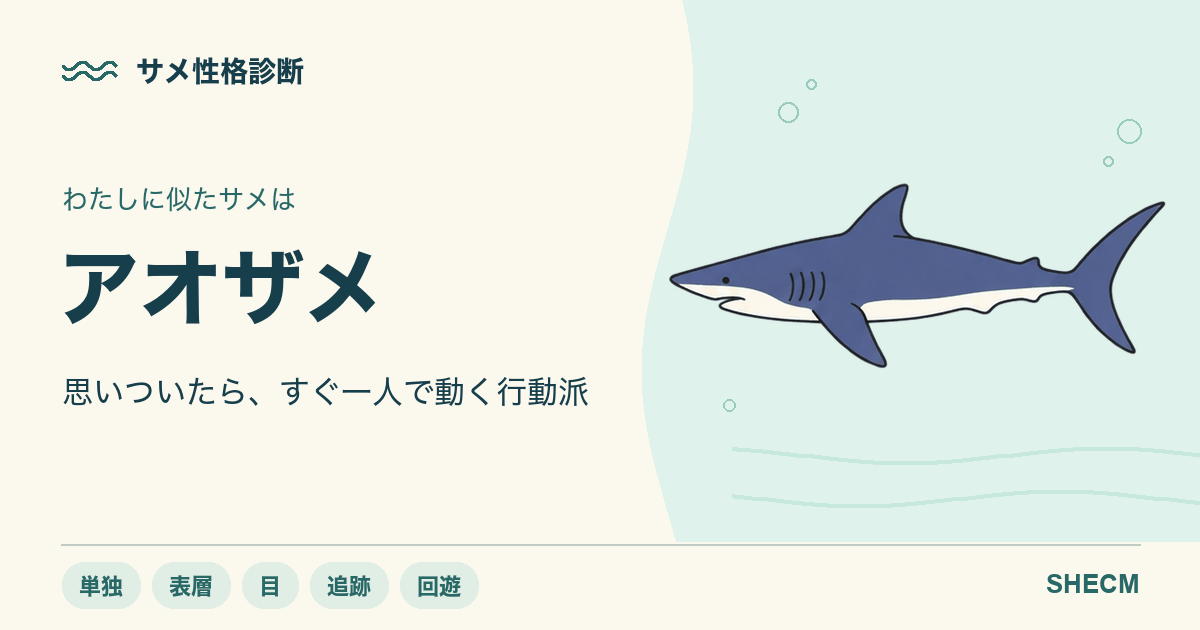 サメ性格診断
わたしに似たサメは
アオザメ
思いついたら、すぐ一人で動く行動派
単独 表層 目 追跡 回遊
SHECM